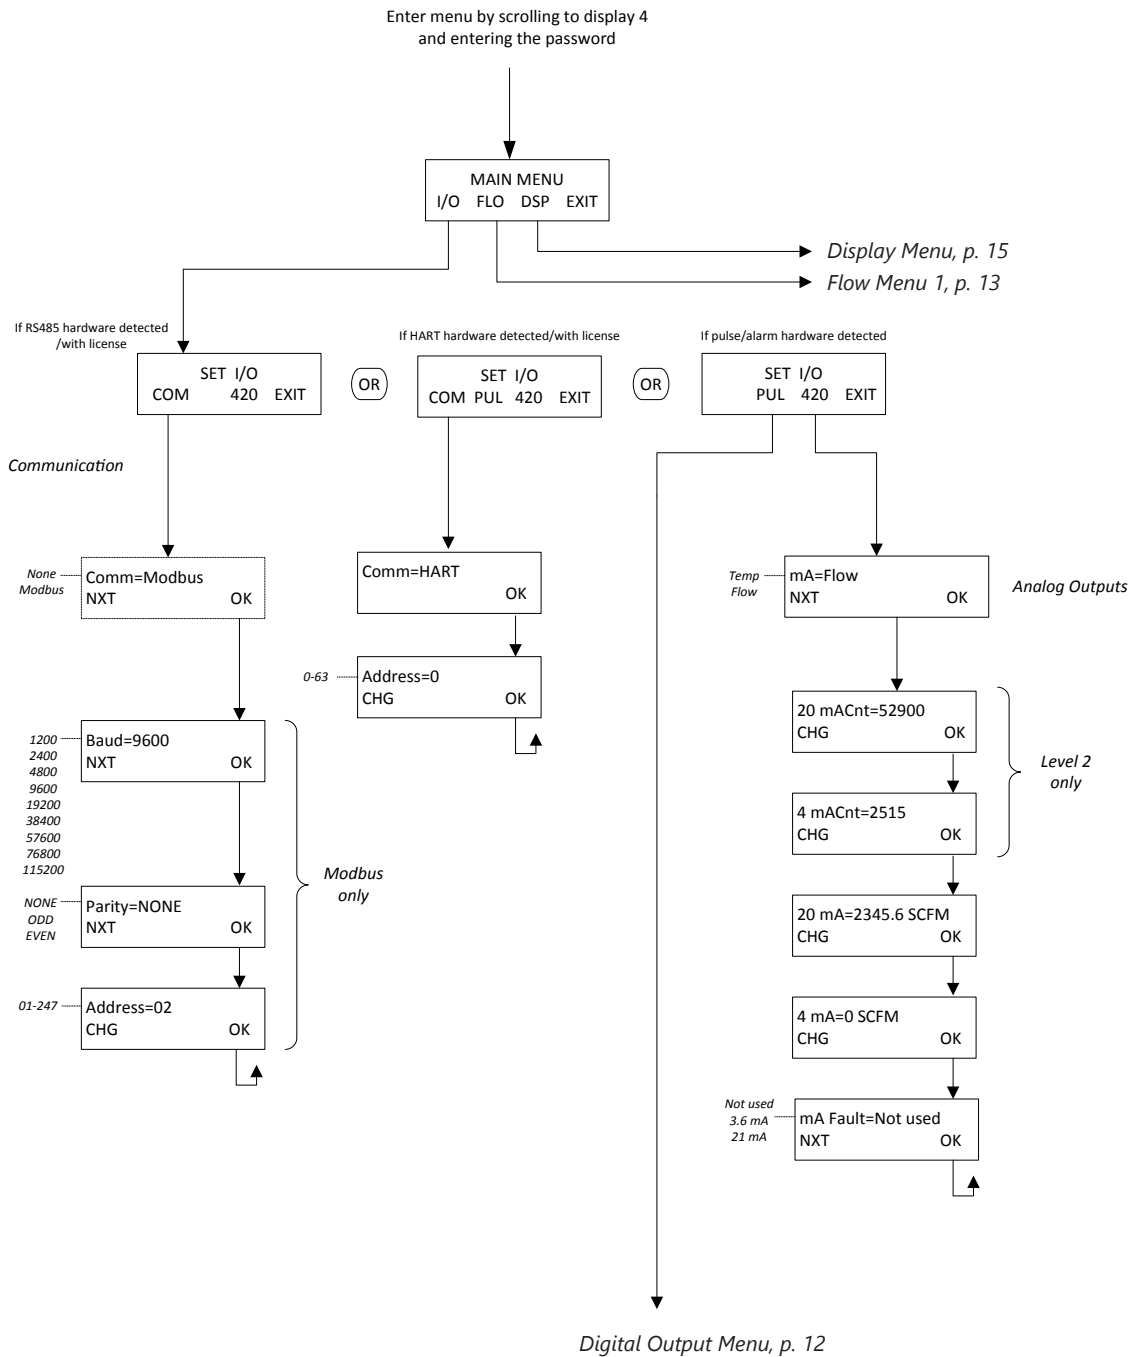 Enter menu by scrolling to display 4
and entering the password
MAIN MENU
I/O FLO DSP EXIT
Display Menu, p. 15
Flow Menu 1, p. 13
If RS485 hardware detected
/with license
SET I/O
COM 420 EXIT
OR
If HART hardware detected/with license
SET I/O
COM PUL 420 EXIT
OR
If pulse/alarm hardware detected
SET I/O
PUL 420 EXIT
Communication
None
Modbus
Comm=Modbus
NXT OK
1200
2400
4800
9600
19200
38400
57600
76800
115200
Baud=9600
NXT OK
NONE
ODD
EVEN
Parity=NONE
NXT OK
01-247
Address=02
CHG OK
Modbus
only
Comm=HART
OK
0-63
Address=0
CHG OK
Temp
Flow
mA=Flow
NXT OK
Analog Outputs
20 mACnt=52900
CHG OK
4 mACnt=2515
CHG OK
Level 2
only
20 mA=2345.6 SCFM
CHG OK
4 mA=0 SCFM
CHG OK
Not used
3.6 mA
21 mA
mA Fault=Not used
NXT OK
Digital Output Menu, p. 12